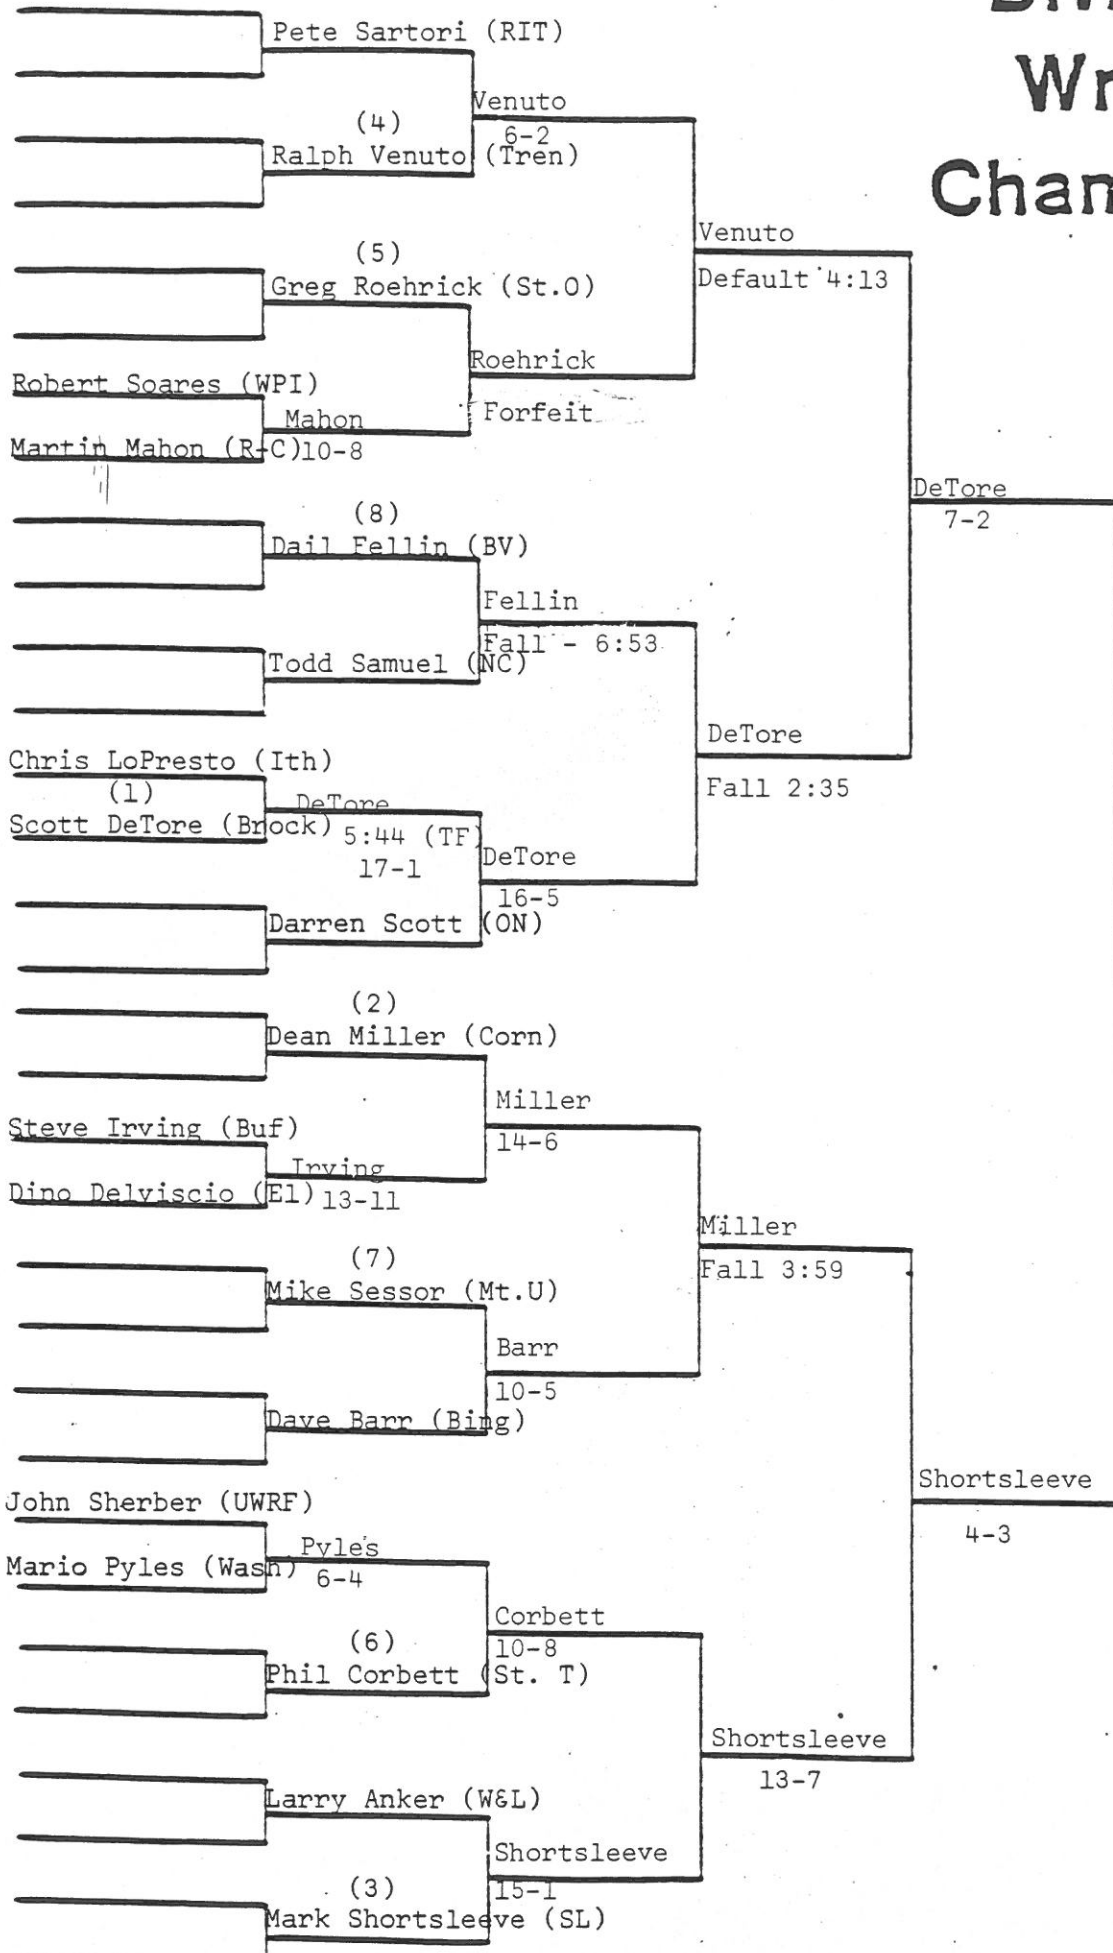 Pete Sartori (RIT)
Wr
Venuto
6-2
(4)
Ralph Venuto (Tren)
Cham
Venuto
Default 4:13
(5)
Greg Roehrick (St.O)
Roehrick
Forfeit
Robert Soares (WPI)
Mahon
Martin Mahon (R-C) 10-8
DeTore
7-2
(8)
Dail Fellin (BV)
Fellin
Fall - 6:53
Todd Samuel (NC)
DeTore
Fall 2:35
Chris LoPresto (Ith)
(1)
DeTore
Scott DeTore (Brock)
5:44 (TF)
17-1
DeTore
16-5
Darren Scott (ON)
(2)
Dean Miller (Corn)
Miller
14-6
Steve Irving (Buf)
Irving
Dino Delviscio (El) 13-11
Miller
Fall 3:59
(7)
Mike Sessor (Mt.U)
Barr
10-5
Dave Barr (Bing)
Shortsleeve
4-3
John Sherber (UWRF)
Pyles
Mario Pyles (Wash) 6-4
Corbett
10-8
(6)
Phil Corbett (St. T)
Shortsleeve
13-7
Larry Anker (W&L)
Shortsleeve
15-1
(3)
Mark Shortsleeve (SL)